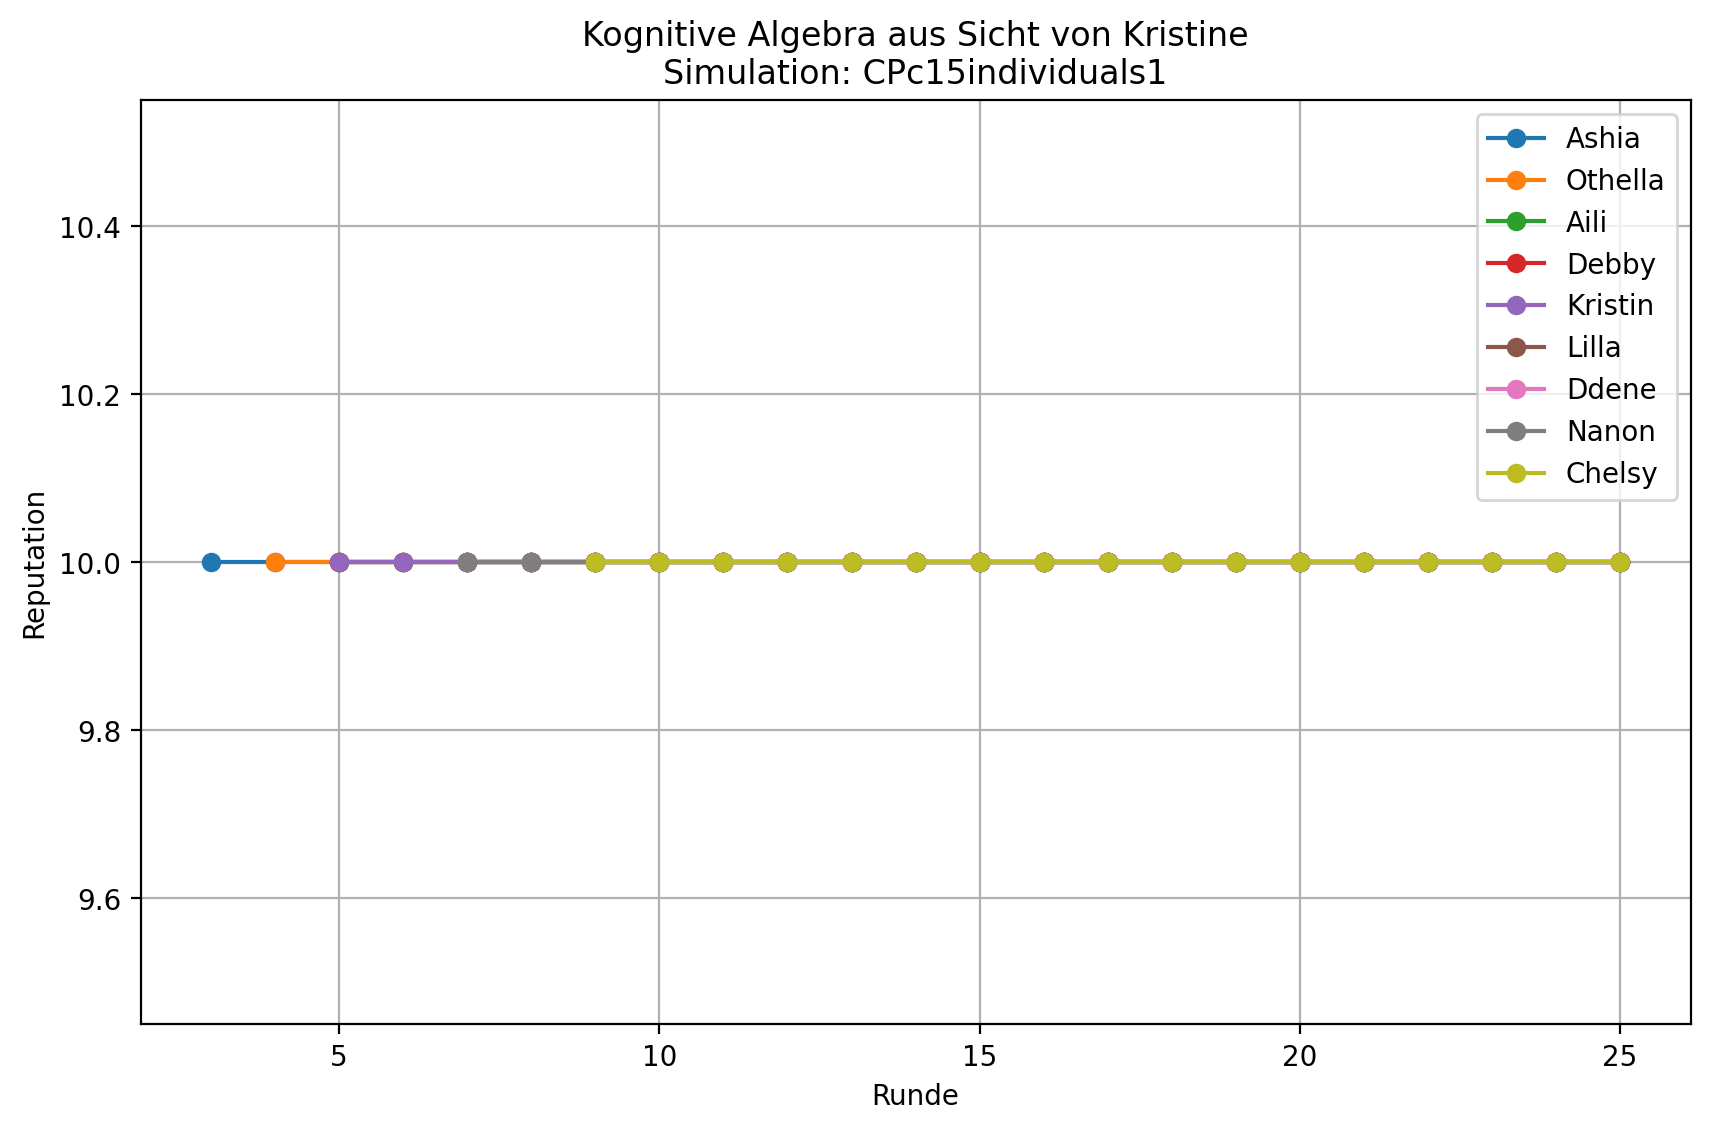 Kognitive Algebra aus Sicht von Kristine
Simulation: CPc15individuals1
Ashia
Othella
Aili
Debby
Kristin
Lilla
Ddene
Nanon
Chelsy
10.4
10.2
10.0
9.8
9.6
Reputation
5
10
15
20
25
Runde